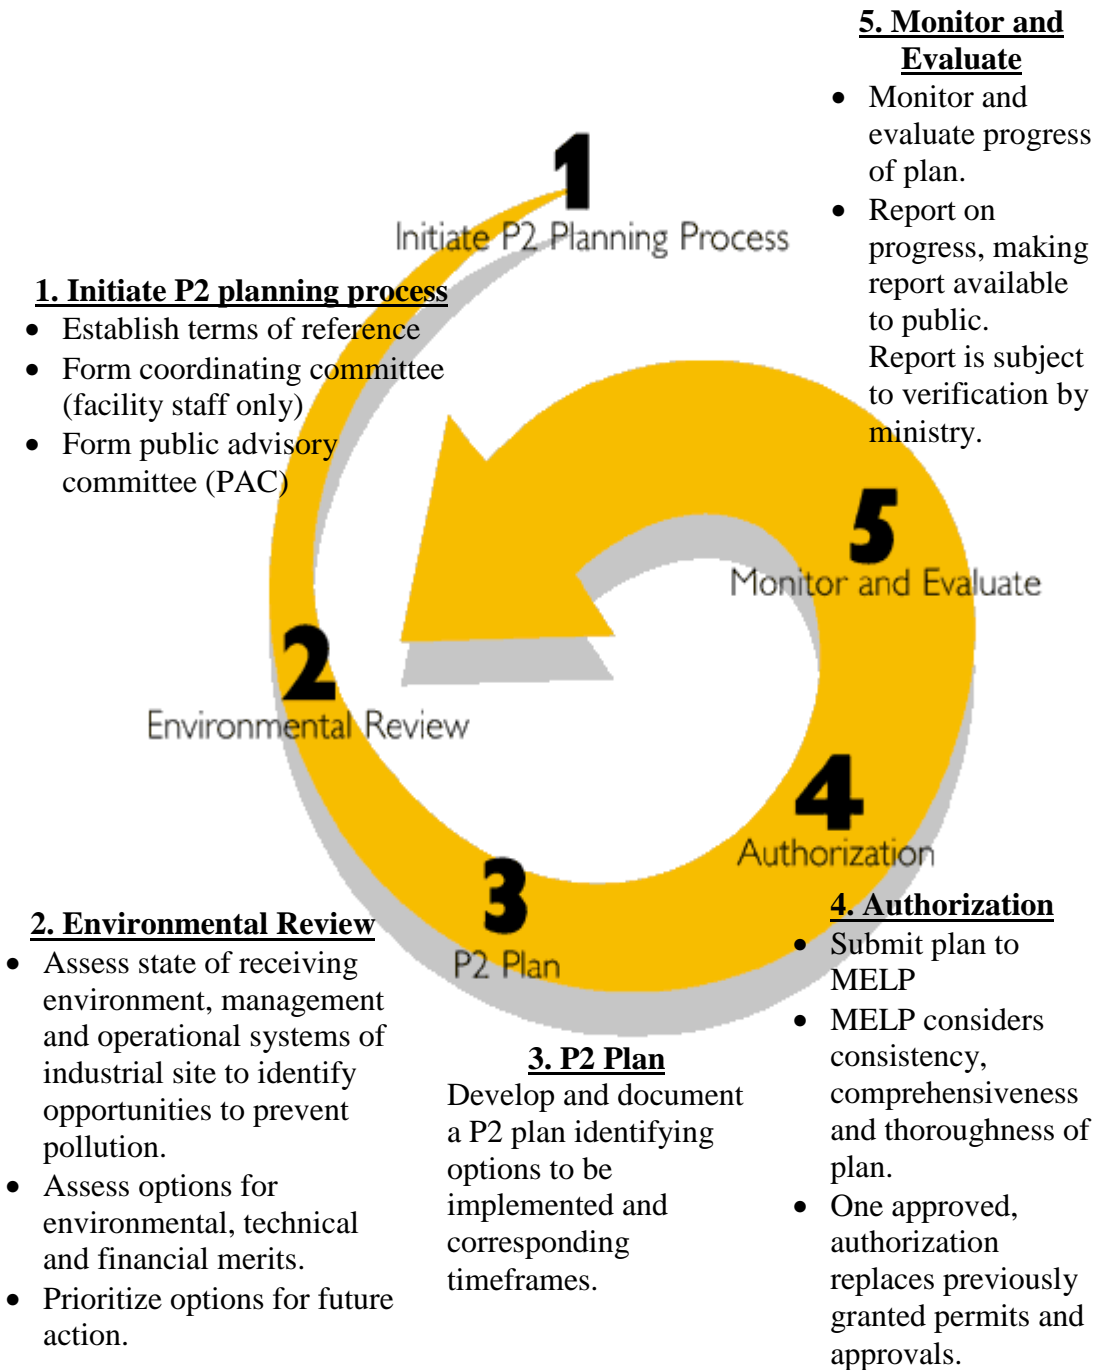 5. Monitor and
Evaluate
• Monitor and
evaluate progress
of plan.
• Report on
progress, making
report available
to public.
Report is subject
to verification by
ministry.
1
Initiate P2 Planning Process
1. Initiate P2 planning process
• Establish terms of reference
• Form coordinating committee
(facility staff only)
• Form public advisory
committee (PAC)
5
Monitor and Evaluate
2
Environmental Review
4
Authorization
3
P2 Plan
2. Environmental Review
• Assess state of receiving
environment, management
and operational systems of
industrial site to identify
opportunities to prevent
pollution.
• Assess options for
environmental, technical
and financial merits.
• Prioritize options for future
action.
3. P2 Plan
Develop and document
a P2 plan identifying
options to be
implemented and
corresponding
timeframes.
4. Authorization
• Submit plan to
MELP
• MELP considers
consistency,
comprehensiveness
and thoroughness of
plan.
• One approved,
authorization
replaces previously
granted permits and
approvals.